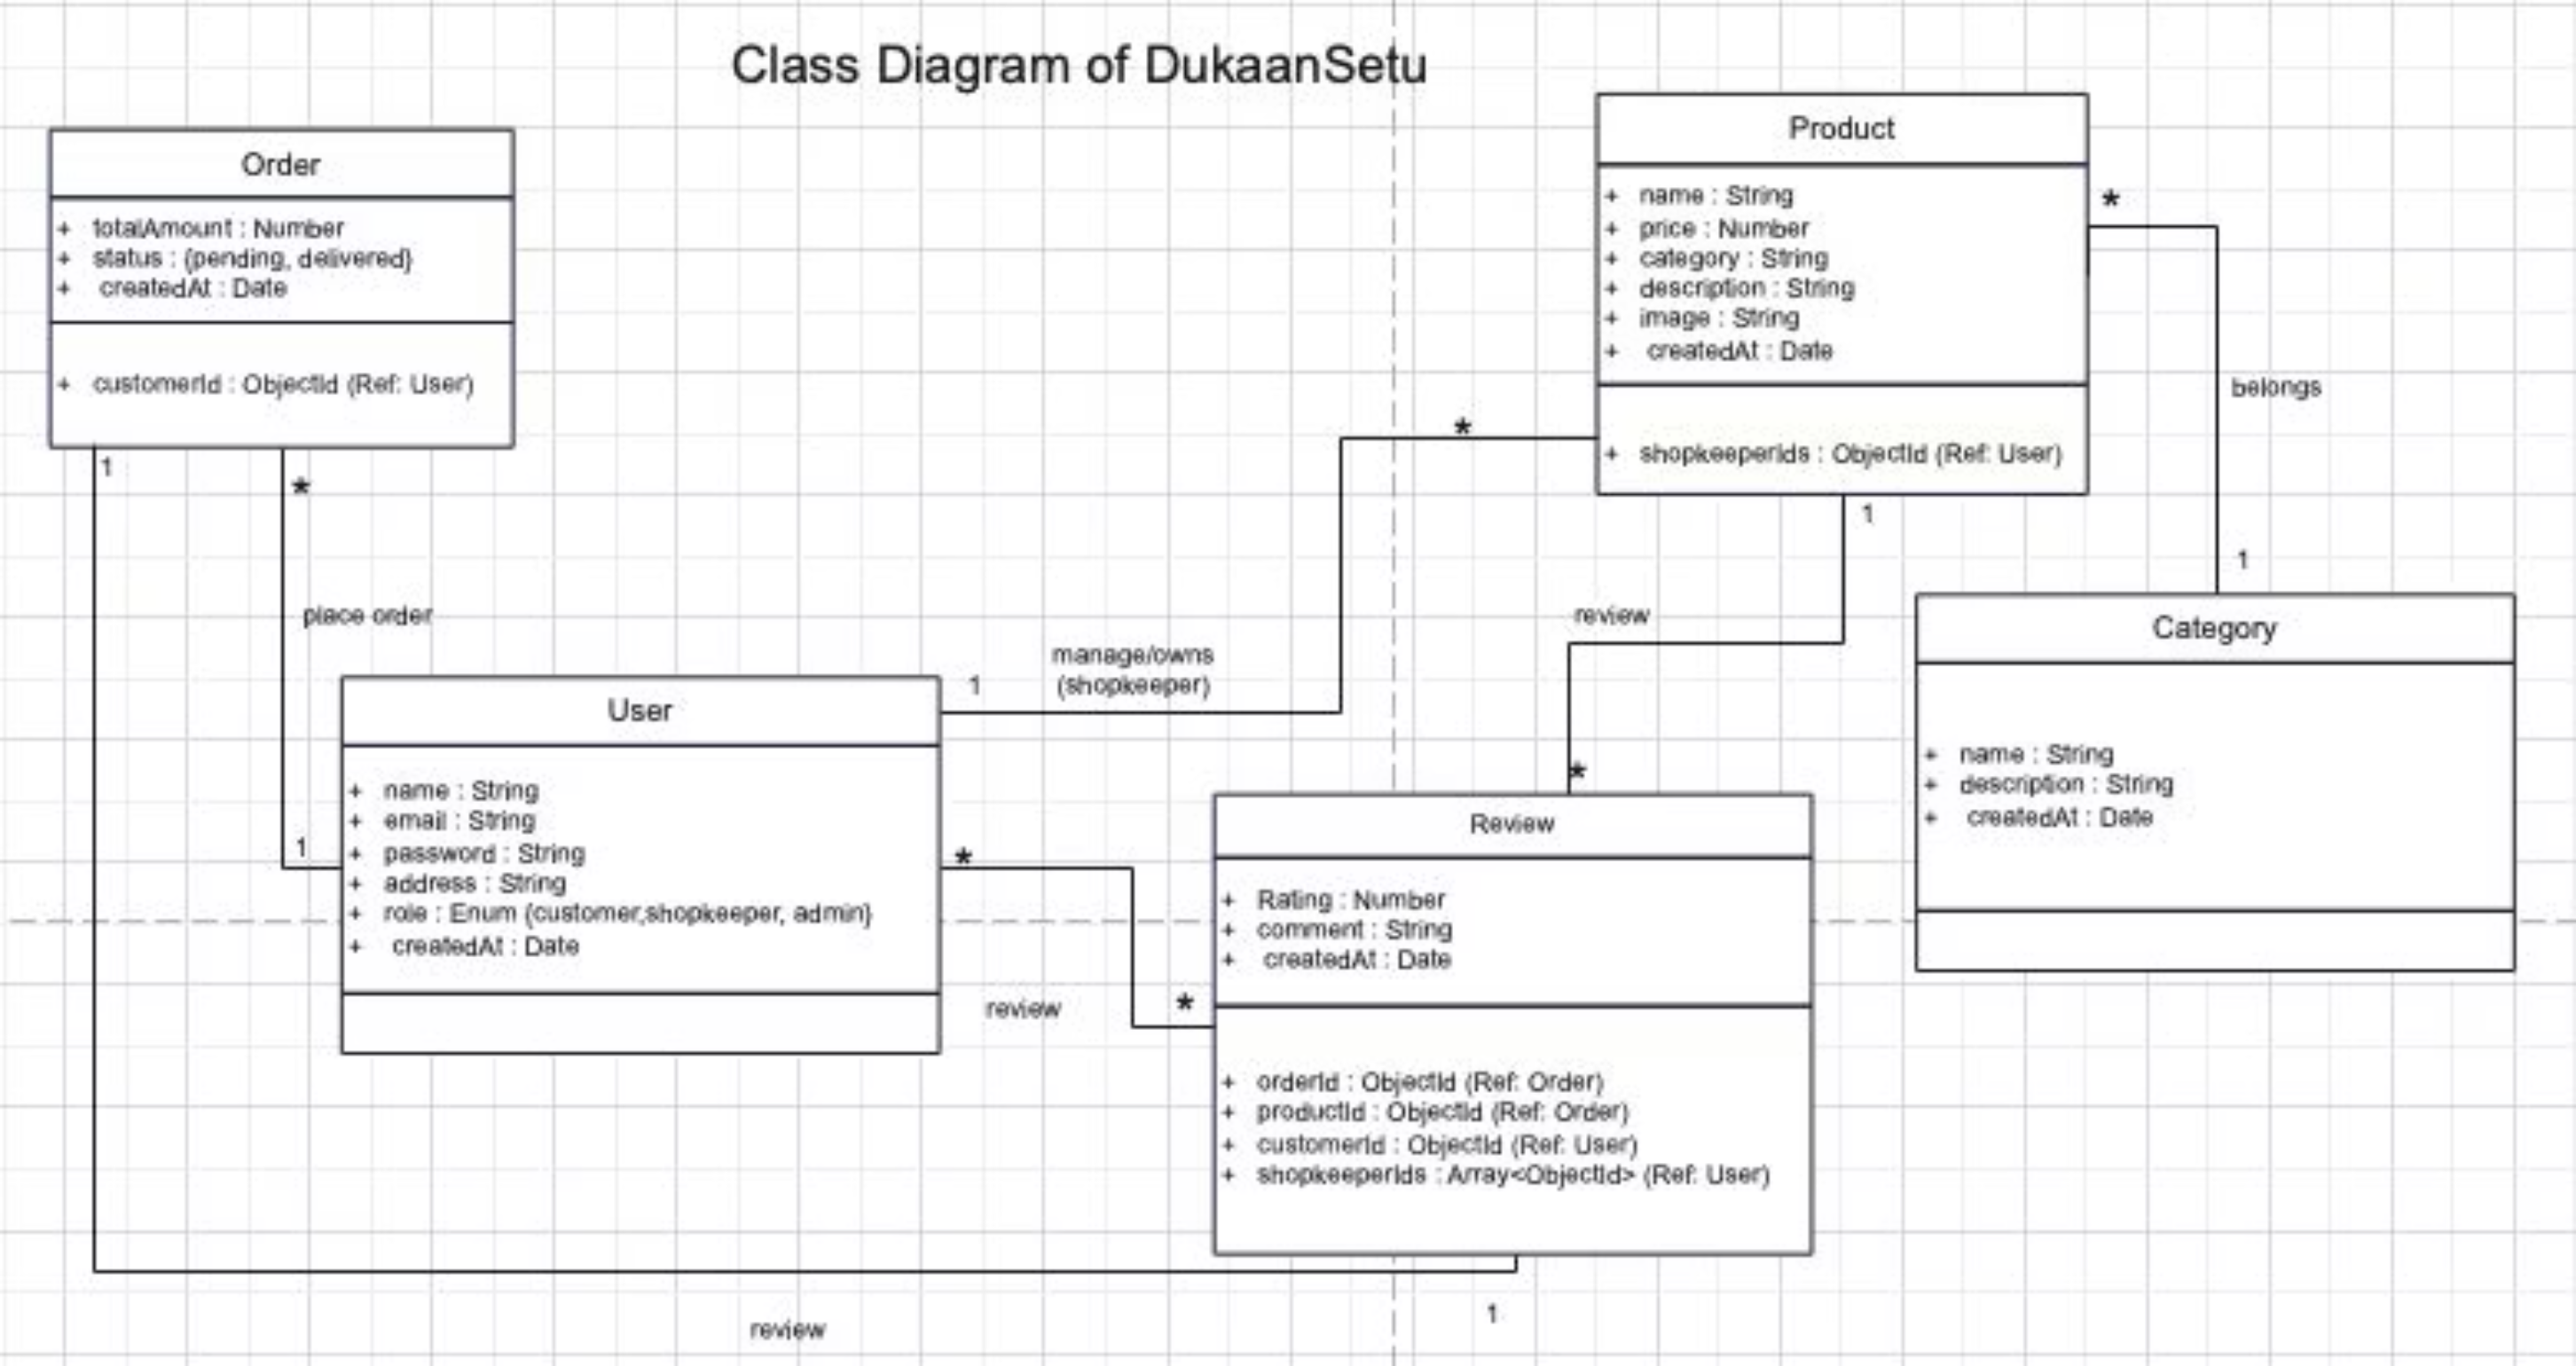 Class Diagram of DukaanSetu
Order
+ totalAmount : Number
+ status : {pending, delivered}
+ createdAt : Date
+ customerId : ObjectId (Ref: User)
1
*
place order
1
User
+ name : String
+ email : String
+ password : String
+ address : String
+ role : Enum {customer,shopkeeper, admin}
+ createdAt : Date
1
manage/owns
(shopkeeper)
*
Product
+ name : String
+ price : Number
+ category : String
+ description : String
+ image : String
+ createdAt : Date
+ shopkeeperIds : ObjectId (Ref: User)
*
belongs
1
Category
+ name : String
+ description : String
+ createdAt : Date
1
review
*
Review
+ Rating : Number
+ comment : String
+ createdAt : Date
+ orderId : ObjectId (Ref: Order)
+ productId : ObjectId (Ref: Order)
+ customerId : ObjectId (Ref: User)
+ shopkeeperIds : Array<ObjectId> (Ref: User)
*
review
*
1
review